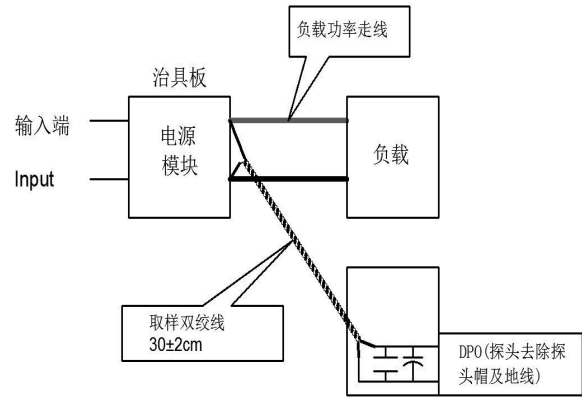 负载功率走线
治具板
输入端
Input
电源
模块
负载
取样双绞线
30±2cm
DPO(探头去除探
头帽及地线)